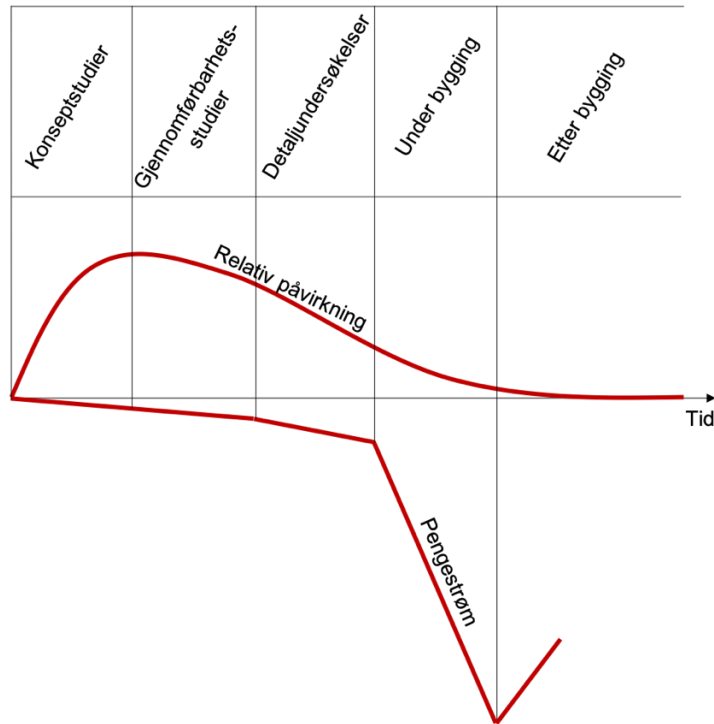 Konseptstudier
Gjennomførbarhets-
studier
Detaljundersøkelser
Under bygging
Etter bygging
Relativ påvirkning
Tid
Pengestrøm